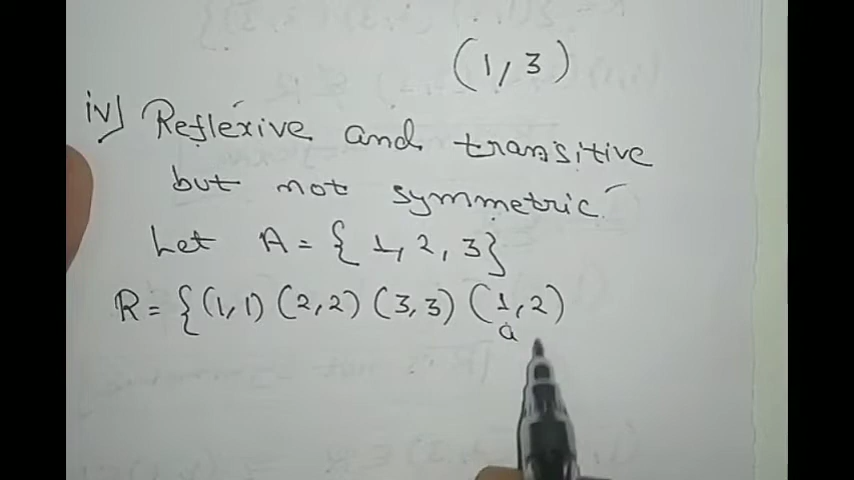 (1, 3)
iv) Reflexive and transitive
but not symmetric.
Let A = { 1, 2, 3}
R = { (1,1) (2,2) (3,3) (1,2)
a